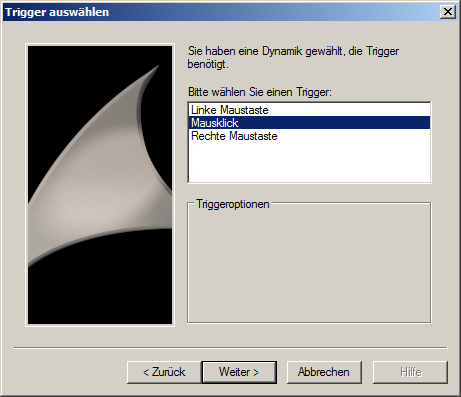 Trigger auswählen
Sie haben eine Dynamik gewählt, die Trigger
benötigt.
Bitte wählen Sie einen Trigger:
Linke Maustaste
Mausklick
Rechte Maustaste
Triggeroptionen
< Zurück
Weiter >
Abbrechen
Hilfe